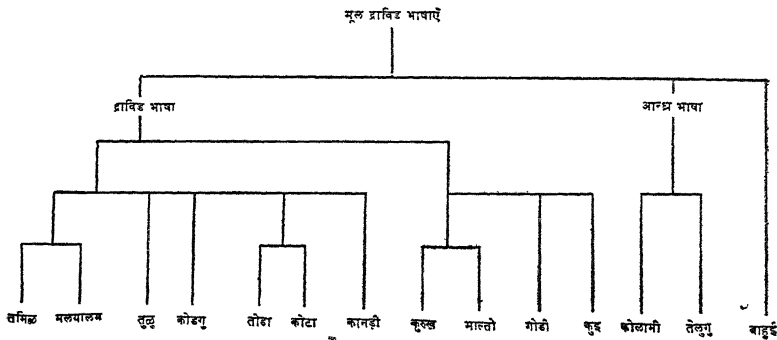 मूल द्राविड भाषाएँ
द्राविड भाषा आन्ध्र भाषा
तमिळ मलयालम तुळु कोडगु तोडा कोटा कानड़ी कुरुख माल्तो गोंडी कुइ कोलामी तेलुगु ब्राहुई